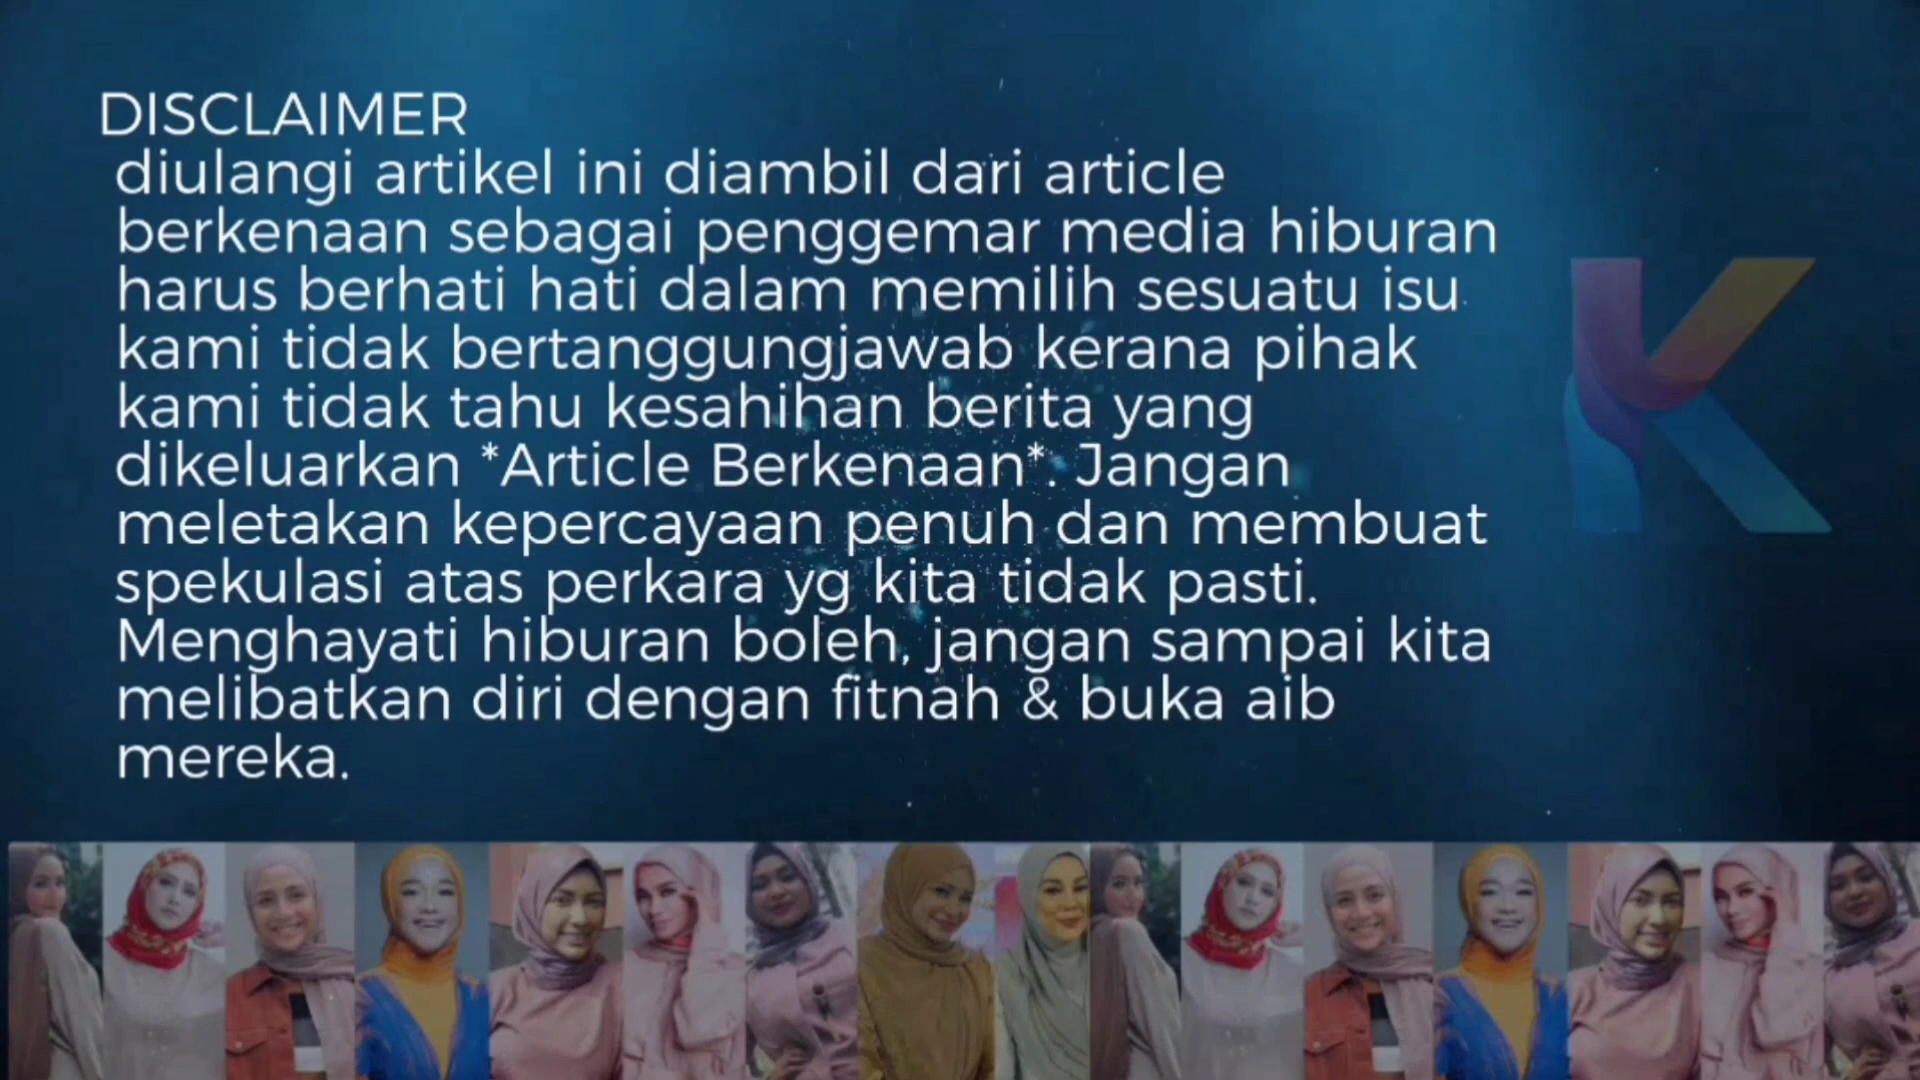 DISCLAIMER
diulangi artikel ini diambil dari article
berkenaan sebagai penggemar media hiburan
harus berhati hati dalam memilih sesuatu isu
kami tidak bertanggungjawab kerana pihak
kami tidak tahu kesahihan berita yang
dikeluarkan *Article Berkenaan*. Jangan
meletakan kepercayaan penuh dan membuat
spekulasi atas perkara yg kita tidak pasti.
Menghayati hiburan boleh, jangan sampai kita
melibatkan diri dengan fitnah & buka aib
mereka.
K